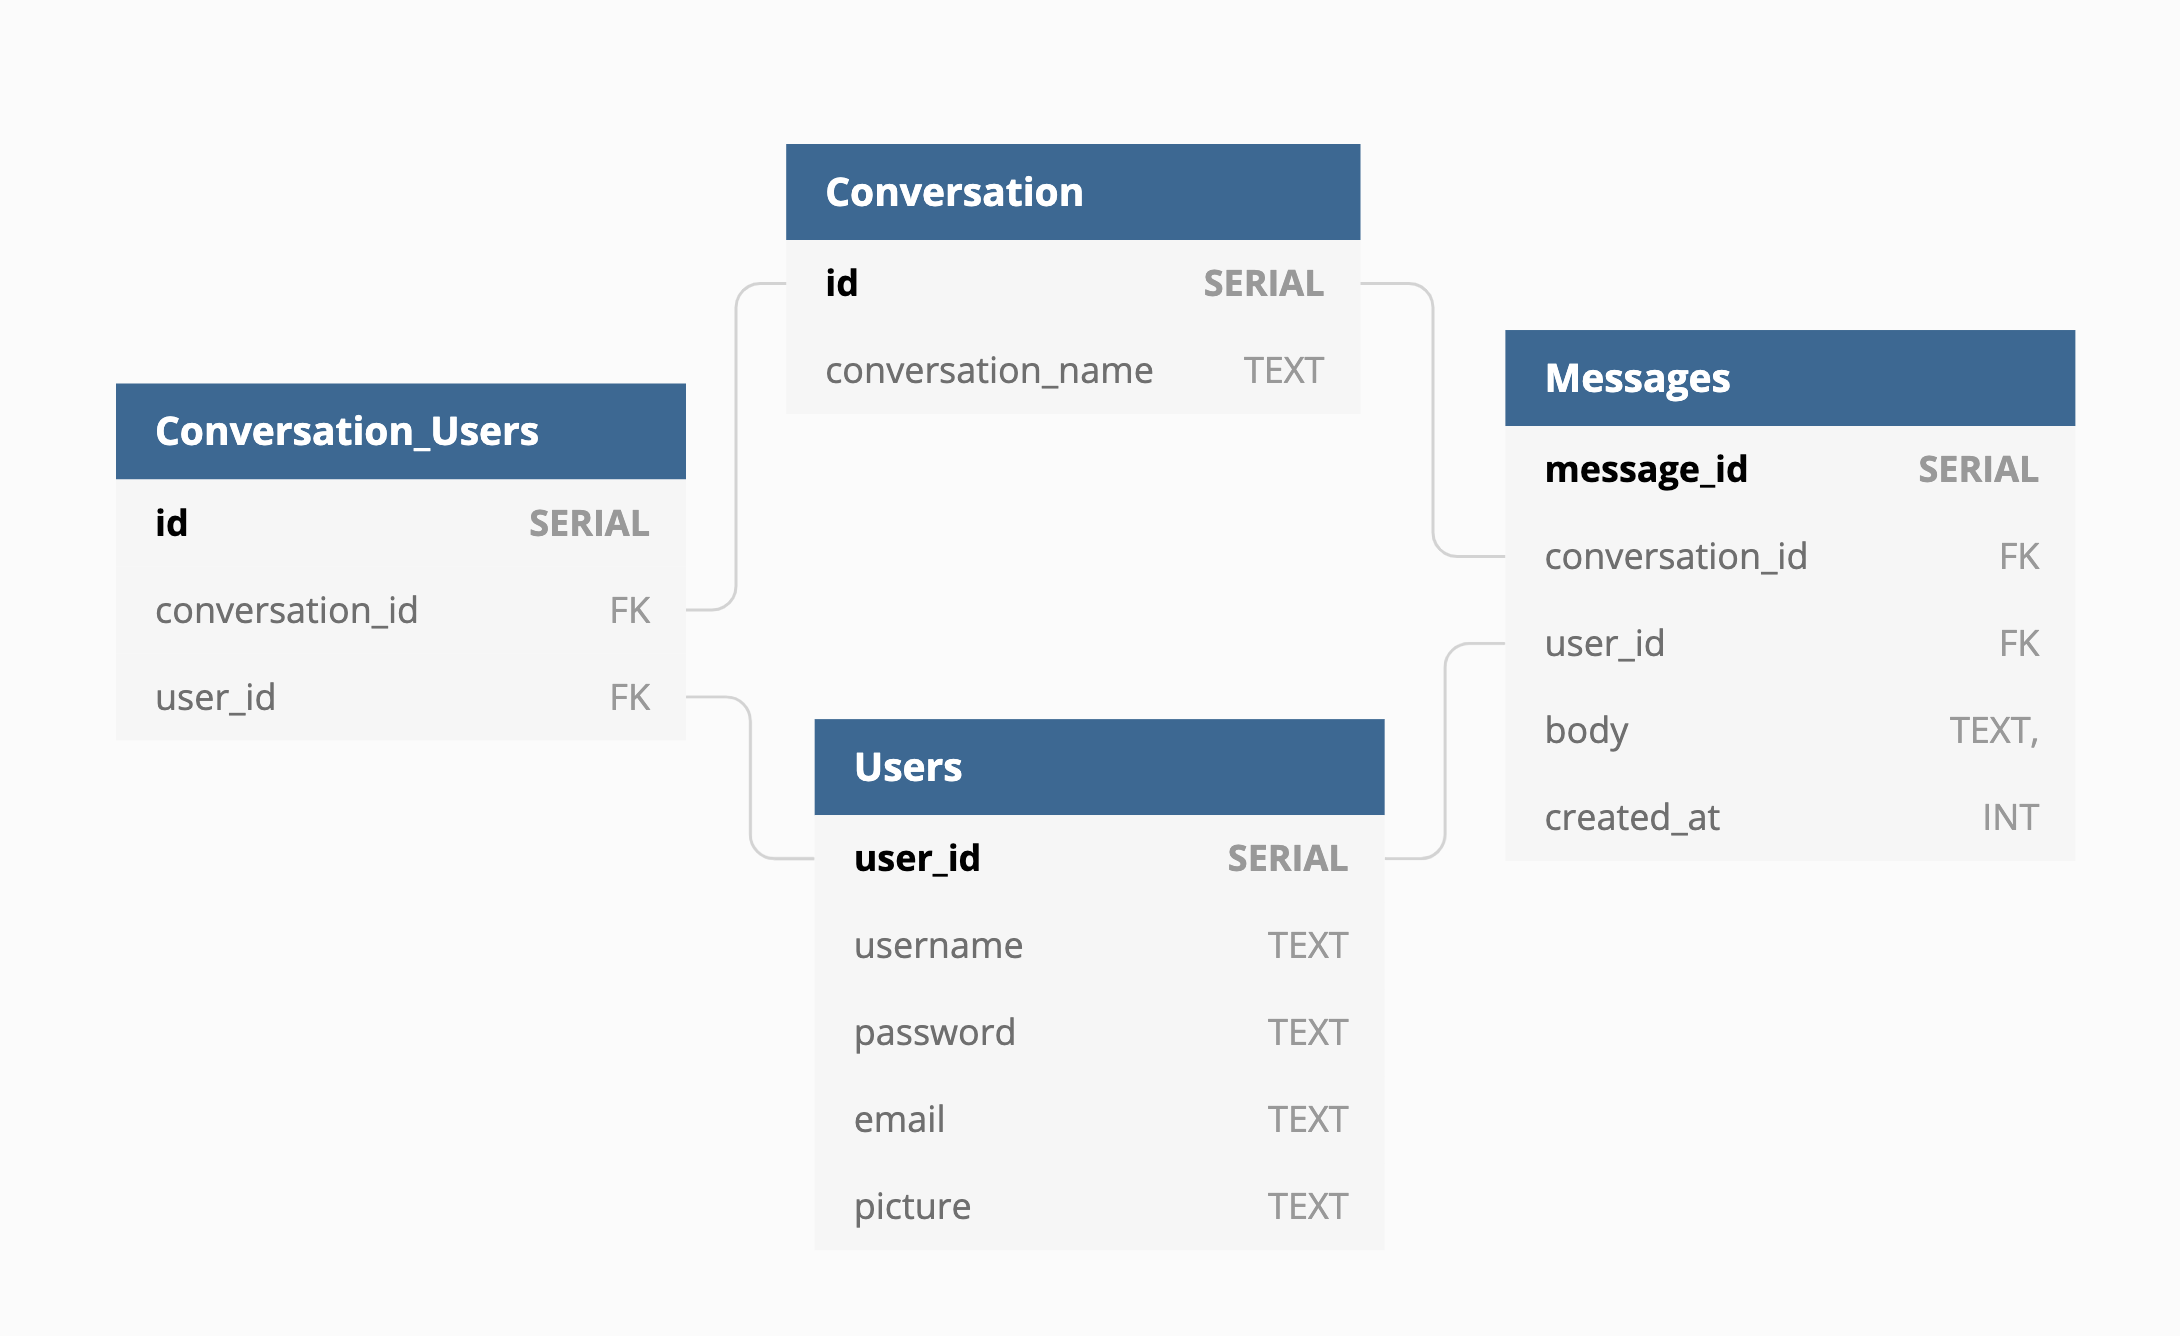 Conversation
id SERIAL
conversation_name TEXT
Conversation_Users
id SERIAL
conversation_id FK
user_id FK
Messages
message_id SERIAL
conversation_id FK
user_id FK
body TEXT,
created_at INT
Users
user_id SERIAL
username TEXT
password TEXT
email TEXT
picture TEXT